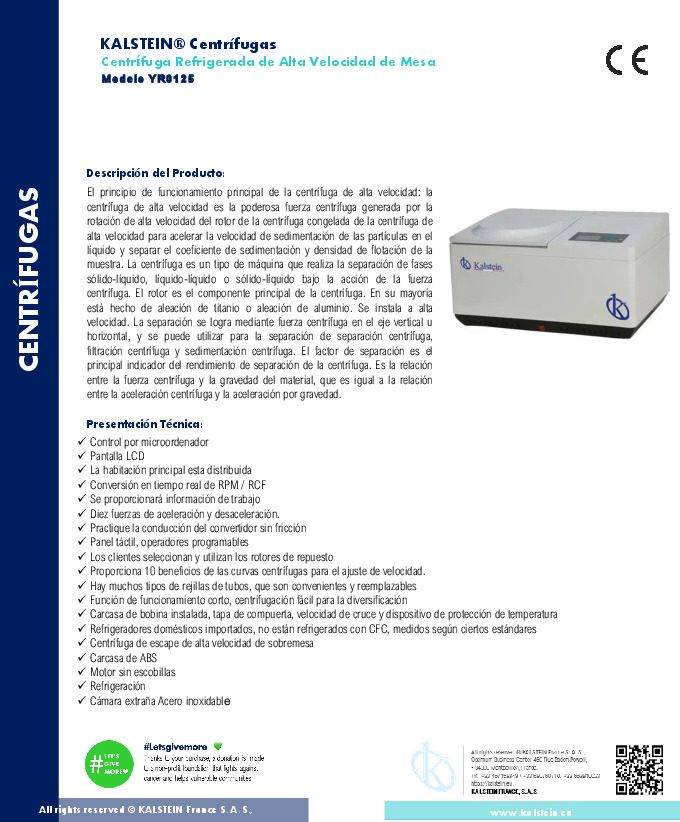 KALSTEIN® Centrífugas
Centrífuga Refrigerada de Alta Velocidad de Mesa
Modelo YR0125
CE
CENTRÍFUGAS
Descripción del Producto:
El principio de funcionamiento principal de la centrífuga de alta velocidad: la
centrífuga de alta velocidad es la poderosa fuerza centrífuga generada por la
rotación de alta velocidad del rotor de la centrífuga congelada de la centrífuga de
alta velocidad para acelerar la velocidad de sedimentación de las partículas en el
líquido y separar el coeficiente de sedimentación y densidad de flotación de la
muestra. La centrífuga es un tipo de máquina que realiza la separación de fases
sólido-líquido, líquido-líquido o sólido-líquido bajo la acción de la fuerza
centrífuga. El rotor es el componente principal de la centrífuga. En su mayoría
está hecho de aleación de titanio o aleación de aluminio. Se instala a alta
velocidad. La separación se logra mediante fuerza centrífuga en el eje vertical u
horizontal, y se puede utilizar para la separación de separación centrífuga,
filtración centrífuga y sedimentación centrífuga. El factor de separación es el
principal indicador del rendimiento de separación de la centrífuga. Es la relación
entre la fuerza centrífuga y la gravedad del material, que es igual a la relación
entre la aceleración centrífuga y la aceleración por gravedad.
Kalstein
Presentación Técnica:
✓ Control por microordenador
✓ Pantalla LCD
✓ La habitación principal esta distribuida
✓ Conversión en tiempo real de RPM / RCF
✓ Se proporcionará información de trabajo
✓ Diez fuerzas de aceleración y desaceleración.
✓ Practique la conducción del convertidor sin fricción
✓ Panel táctil, operadores programables
✓ Los clientes seleccionan y utilizan los rotores de repuesto
✓ Proporciona 10 beneficios de las curvas centrífugas para el ajuste de velocidad.
✓ Hay muchos tipos de rejillas de tubos, que son convenientes y reemplazables
✓ Función de funcionamiento corto, centrifugación fácil para la diversificación
✓ Carcasa de bobina instalada, tapa de compuerta, velocidad de cruce y dispositivo de protección de temperatura
✓ Refrigeradores domésticos importados, no están refrigerados con CFC, medidos según ciertos estándares
✓ Centrífuga de escape de alta velocidad de sobremesa
✓ Carcasa de ABS
✓ Motor sin escobillas
✓ Refrigeración
✓ Cámara extraña Acero inoxidable
# LET'S
GIVE
MORE
#Letsgivemore
Thanks to your purchase, a donation is made
to a non-profit foundation that fights against
cancer and helps vulnerable communities
All rights reserved ® KALSTEIN France S. A. S.,
Optimum Business Center 450 Rue Baden Powell,
34000 Montpellier, France.
https://kalstein.eu
KALSTEIN FRANCE, S.A.S
All rights reserved © KALSTEIN France S.A.S.,
www.kalstein.eu